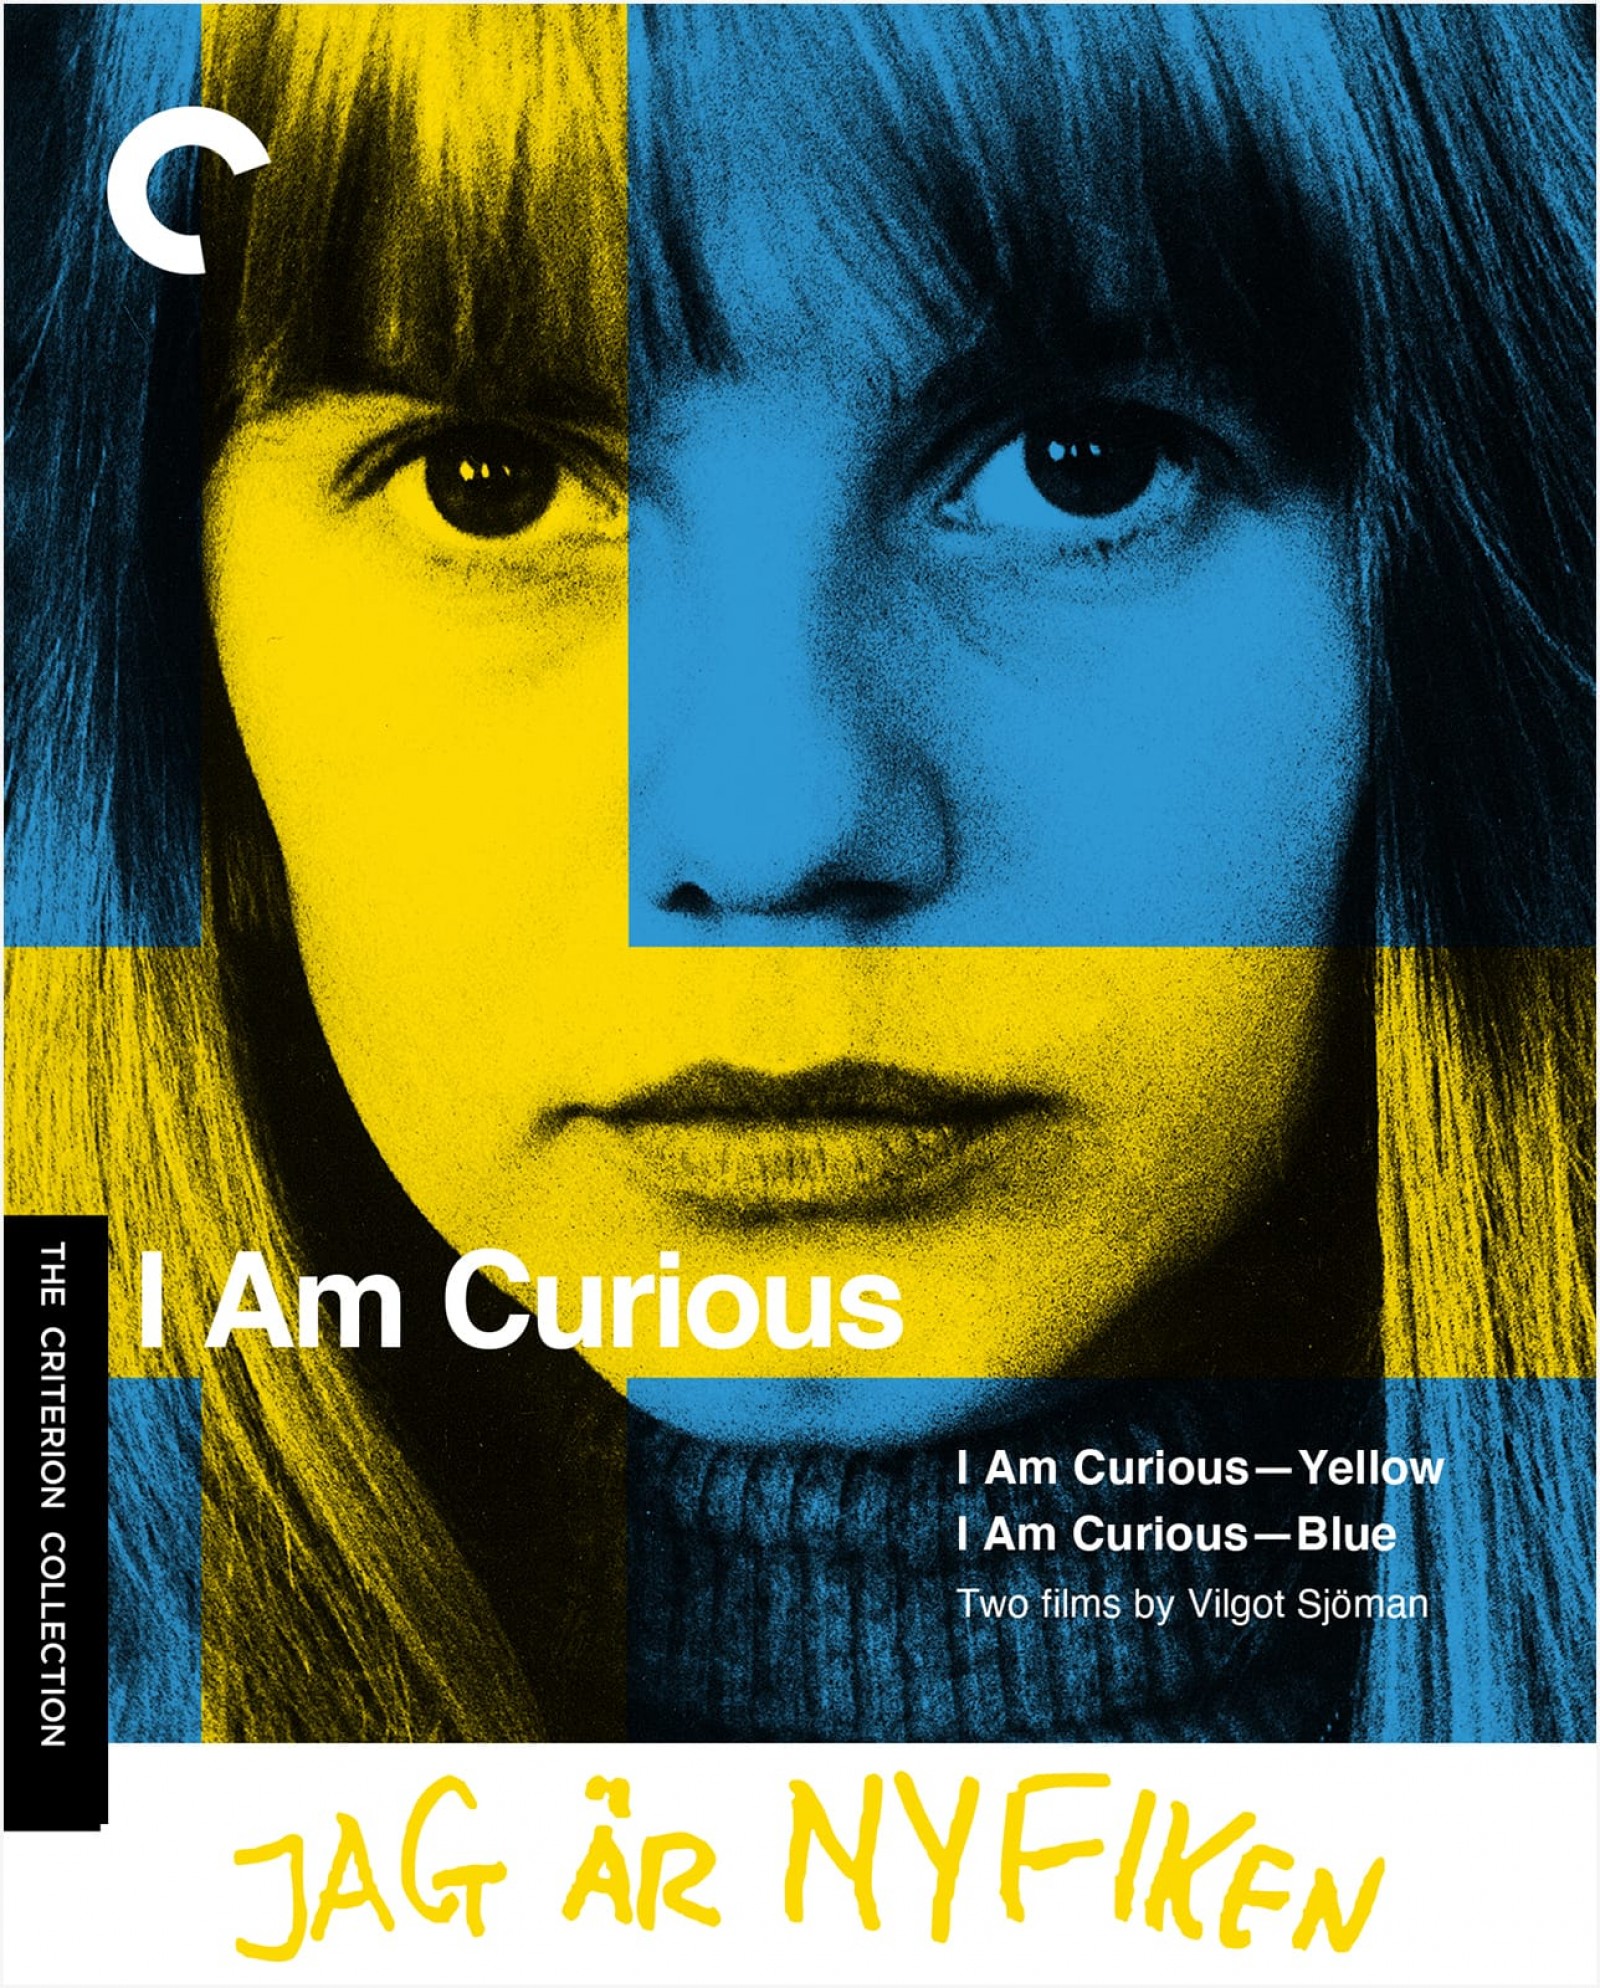 I Am Curious
THE CRITERION COLLECTION
I Am Curious—Yellow
I Am Curious—Blue
Two films by Vilgot Sjöman
JAG ÄR NYFIKEN